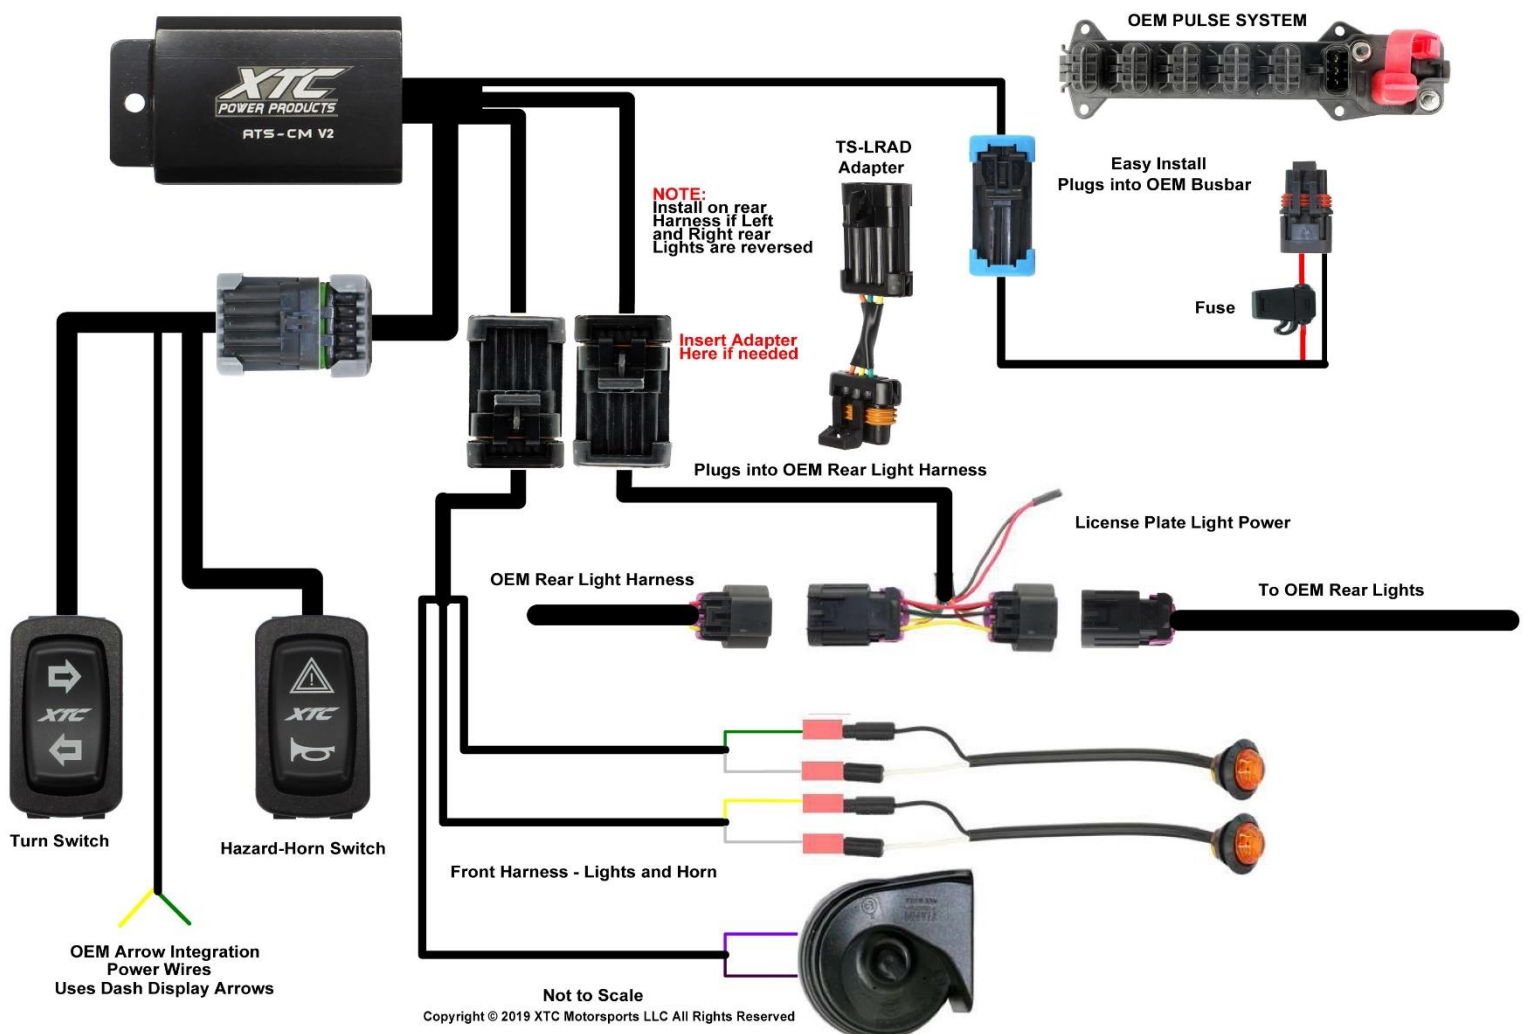 OEM PULSE SYSTEM
XTC
POWER PRODUCTS
ATS-CM V2
TS-LRAD
Adapter
Easy Install
Plugs into OEM Busbar
NOTE:
Install on rear
Harness if Left
and Right rear
Lights are reversed
Fuse
Insert Adapter
Here if needed
Plugs into OEM Rear Light Harness
License Plate Light Power
OEM Rear Light Harness
To OEM Rear Lights
XTC
XTC
Turn Switch
Hazard-Horn Switch
Front Harness - Lights and Horn
OEM Arrow Integration
Power Wires
Uses Dash Display Arrows
Not to Scale
Copyright © 2019 XTC Motorsports LLC All Rights Reserved